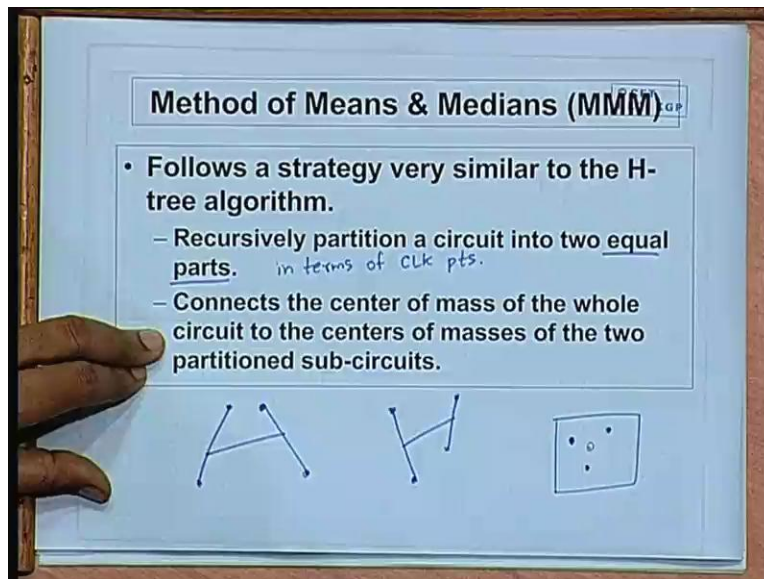 Method of Means & Medians (MMM)
• Follows a strategy very similar to the H-
tree algorithm.
– Recursively partition a circuit into two equal
parts. in terms of CLK pts.
– Connects the center of mass of the whole
circuit to the centers of masses of the two
partitioned sub-circuits.